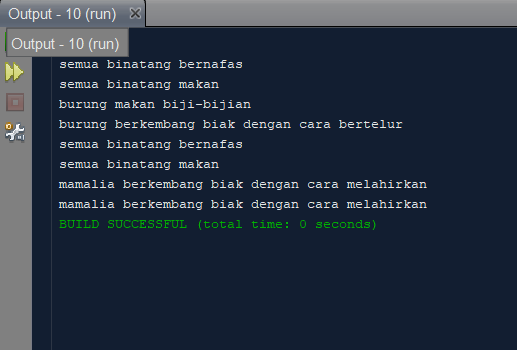 Output - 10 (run)
Output - 10 (run)
semua binatang bernafas
semua binatang makan
burung makan biji-bijian
burung berkembang biak dengan cara bertelur
semua binatang bernafas
semua binatang makan
mamalia berkembang biak dengan cara melahirkan
mamalia berkembang biak dengan cara melahirkan
BUILD SUCCESSFUL (total time: 0 seconds)